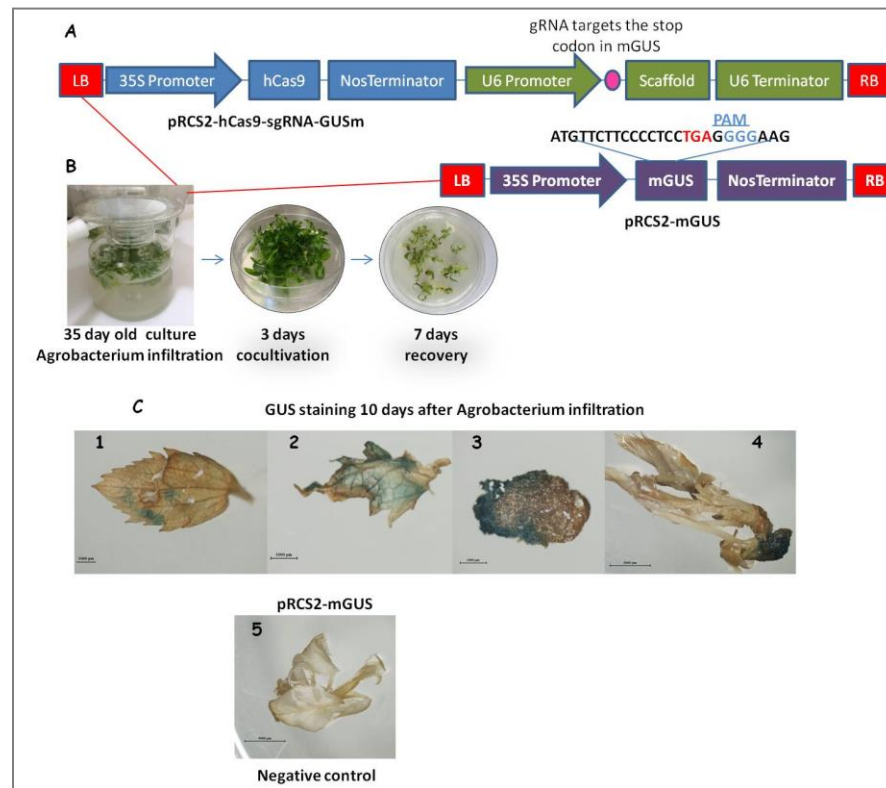 A
gRNA targets the stop
codon in mGUS
LB
35S Promoter
hCas9
NosTerminator
U6 Promoter
Scaffold
U6 Terminator
RB
pRCS2-hCas9-sgRNA-GUSm
PAM
ATGTTCTTCCCCTCCTGAGGGGAAG
B
LB
35S Promoter
mGUS
NosTerminator
RB
pRCS2-mGUS
35 day old culture
Agrobacterium infiltration
3 days
cocultivation
7 days
recovery
C
GUS staining 10 days after Agrobacterium infiltration
1
2
3
4
pRCS2-mGUS
5
Negative control